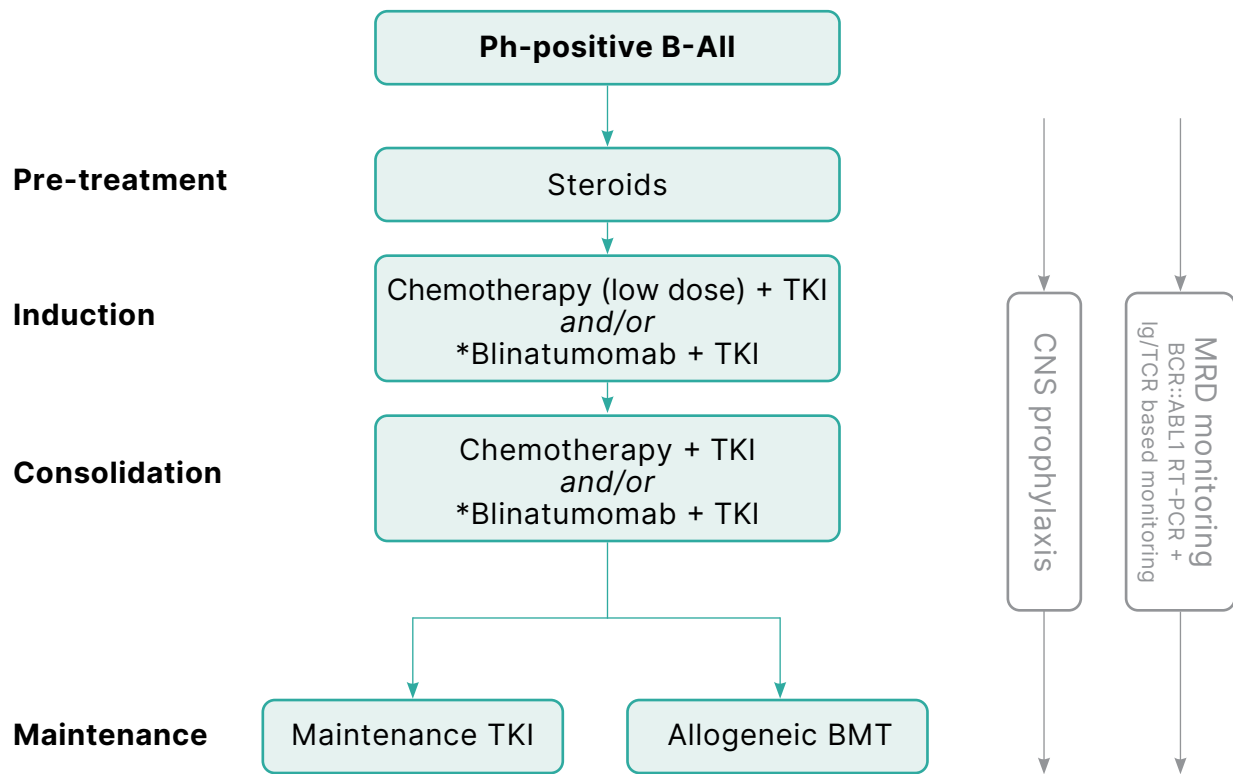 Ph-positive B-All
Pre-treatment
Steroids
Induction
Chemotherapy (low dose) + TKI
and/or
*Blinatumomab + TKI
Consolidation
Chemotherapy + TKI
and/or
*Blinatumomab + TKI
Maintenance
Maintenance TKI
Allogeneic BMT
CNS prophylaxis
MRD monitoring
BCR::ABL1 RT-PCR +
Ig/TCR based monitoring